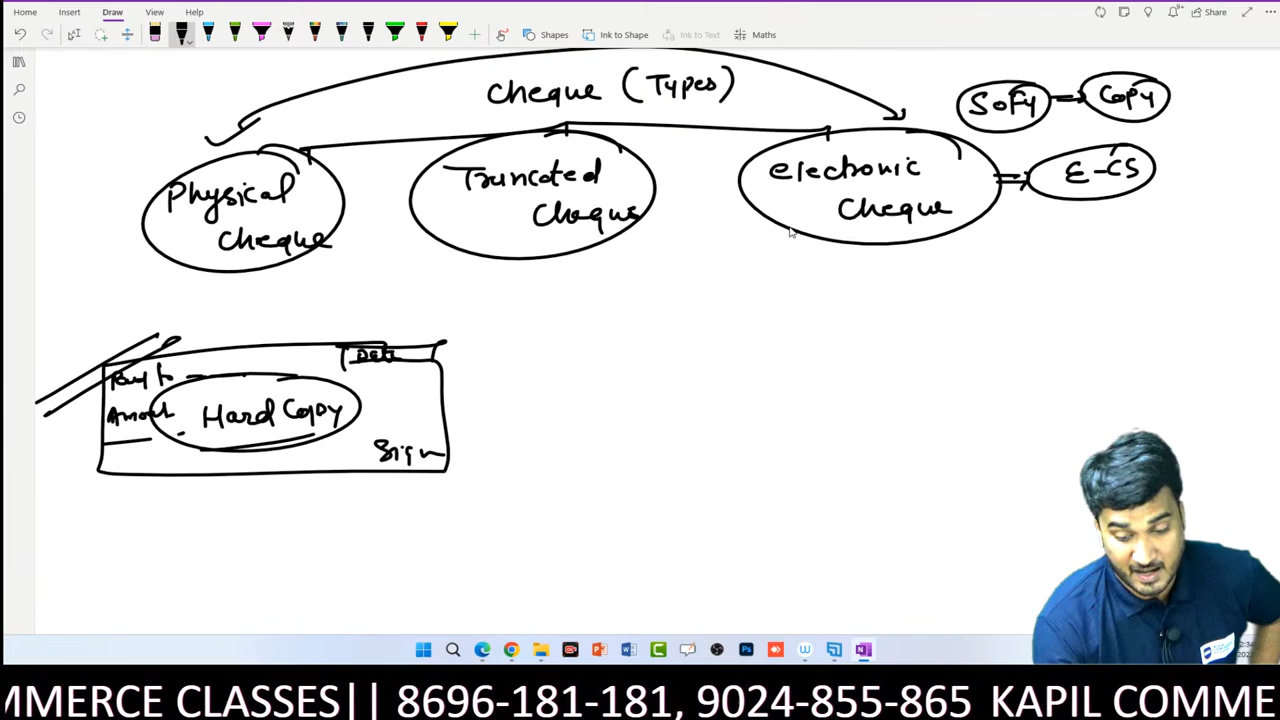 Home Insert Draw View Help
Share
Shapes Ink to Shape Ink to Text Maths
Cheque (Types)
Soft Copy
Physical
Cheque
Truncated
Cheque
electronic
Cheque
E-CS
Date
Pay to
Amount
Hard Copy
Sign
MMERCE CLASSES|| 8696-181-181, 9024-855-865 KAPIL COMME